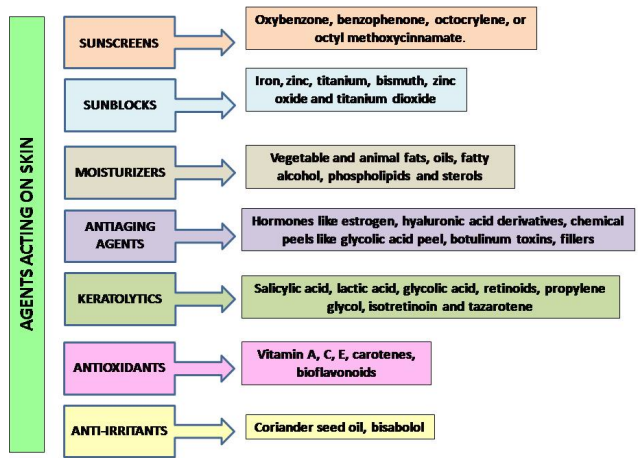 AGENTS ACTING ON SKIN
SUNSCREENS
Oxybenzone, benzophenone, octocrylene, or
octyl methoxycinnamate.
SUNBLOCKS
Iron, zinc, titanium, bismuth, zinc
oxide and titanium dioxide
MOISTURIZERS
Vegetable and animal fats, oils, fatty
alcohol, phospholipids and sterols
ANTIAGING
AGENTS
Hormones like estrogen, hyaluronic acid derivatives, chemical
peels like glycolic acid peel, botulinum toxins, fillers
KERATOLYTICS
Salicylic acid, lactic acid, glycolic acid, retinoids, propylene
glycol, isotretinoin and tazarotene
ANTIOXIDANTS
Vitamin A, C, E, carotenes,
bioflavonoids
ANTI-IRRITANTS
Coriander seed oil, bisabolol